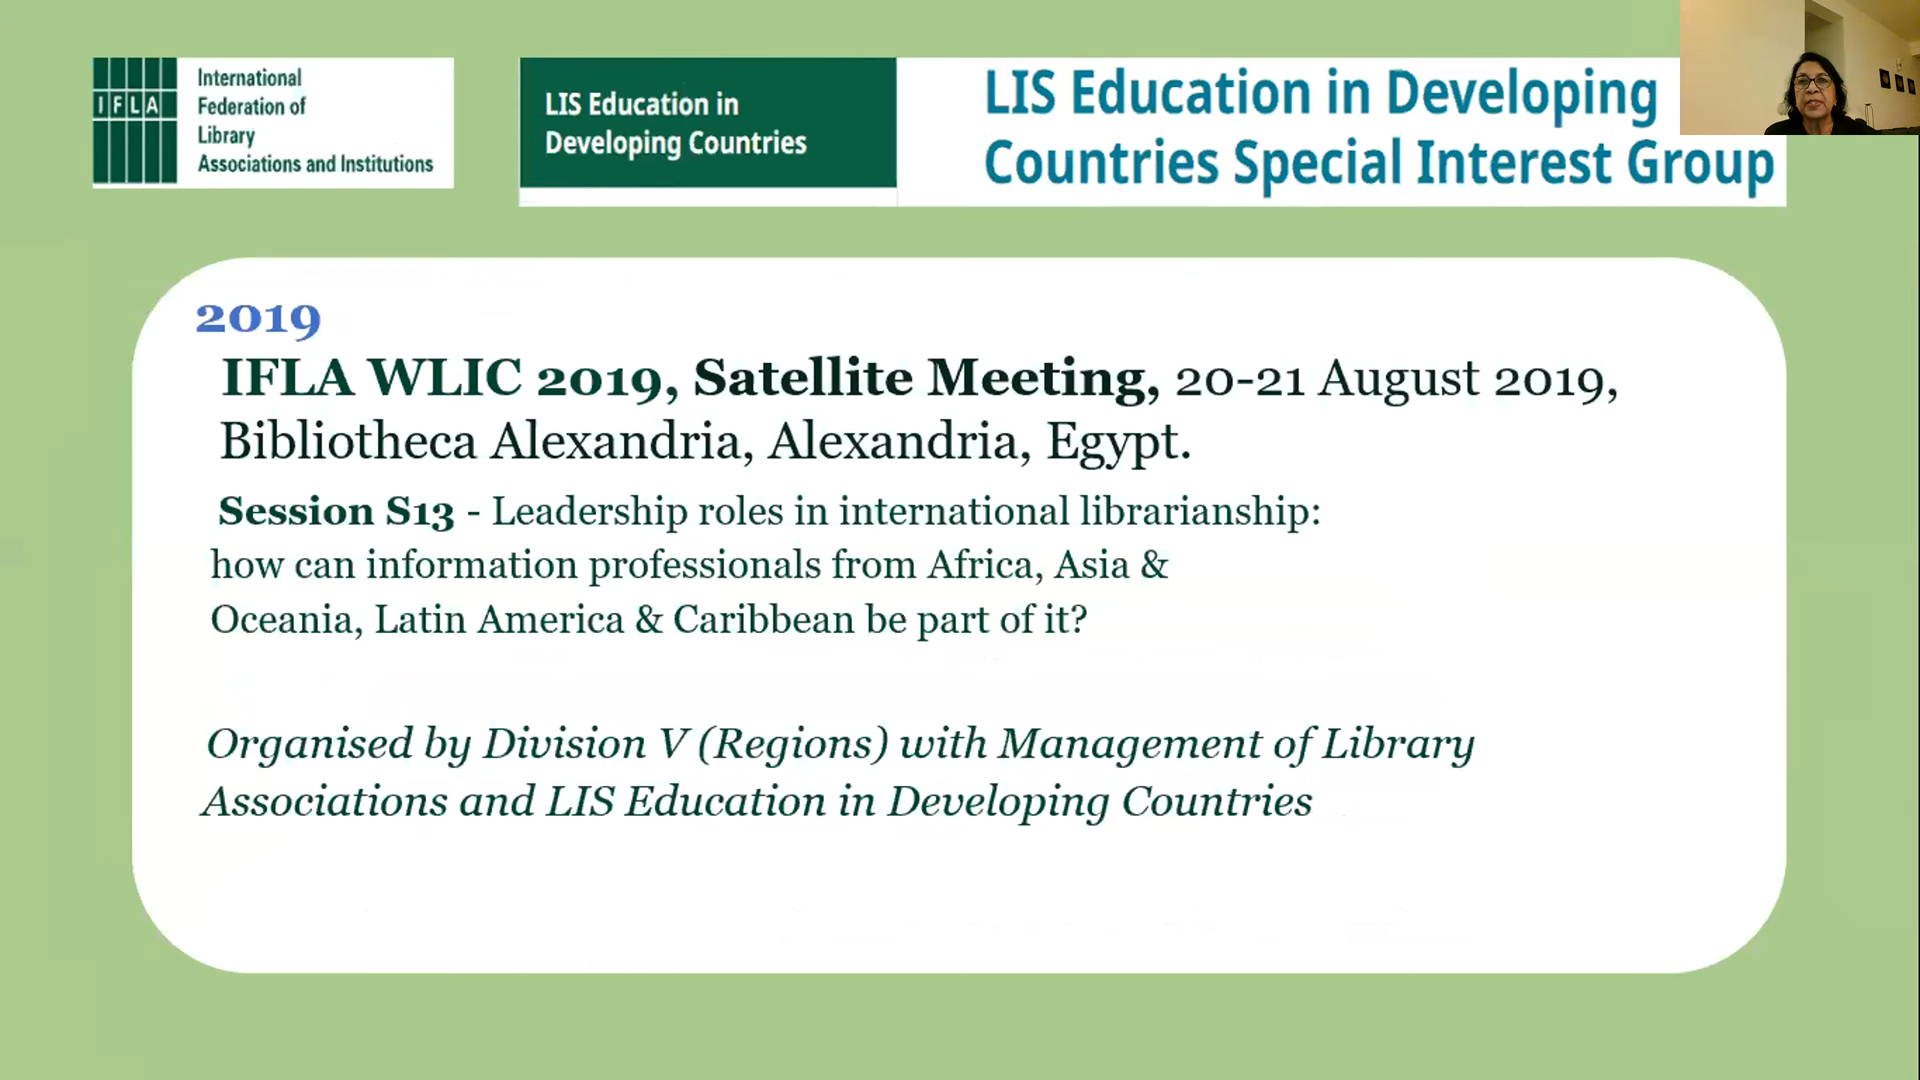 IFLA
International
Federation of
Library
Associations and Institutions
LIS Education in
Developing Countries
LIS Education in Developing
Countries Special Interest Group
2019
IFLA WLIC 2019, Satellite Meeting, 20-21 August 2019,
Bibliotheca Alexandria, Alexandria, Egypt.
Session S13 - Leadership roles in international librarianship:
how can information professionals from Africa, Asia &
Oceania, Latin America & Caribbean be part of it?
Organised by Division V (Regions) with Management of Library
Associations and LIS Education in Developing Countries